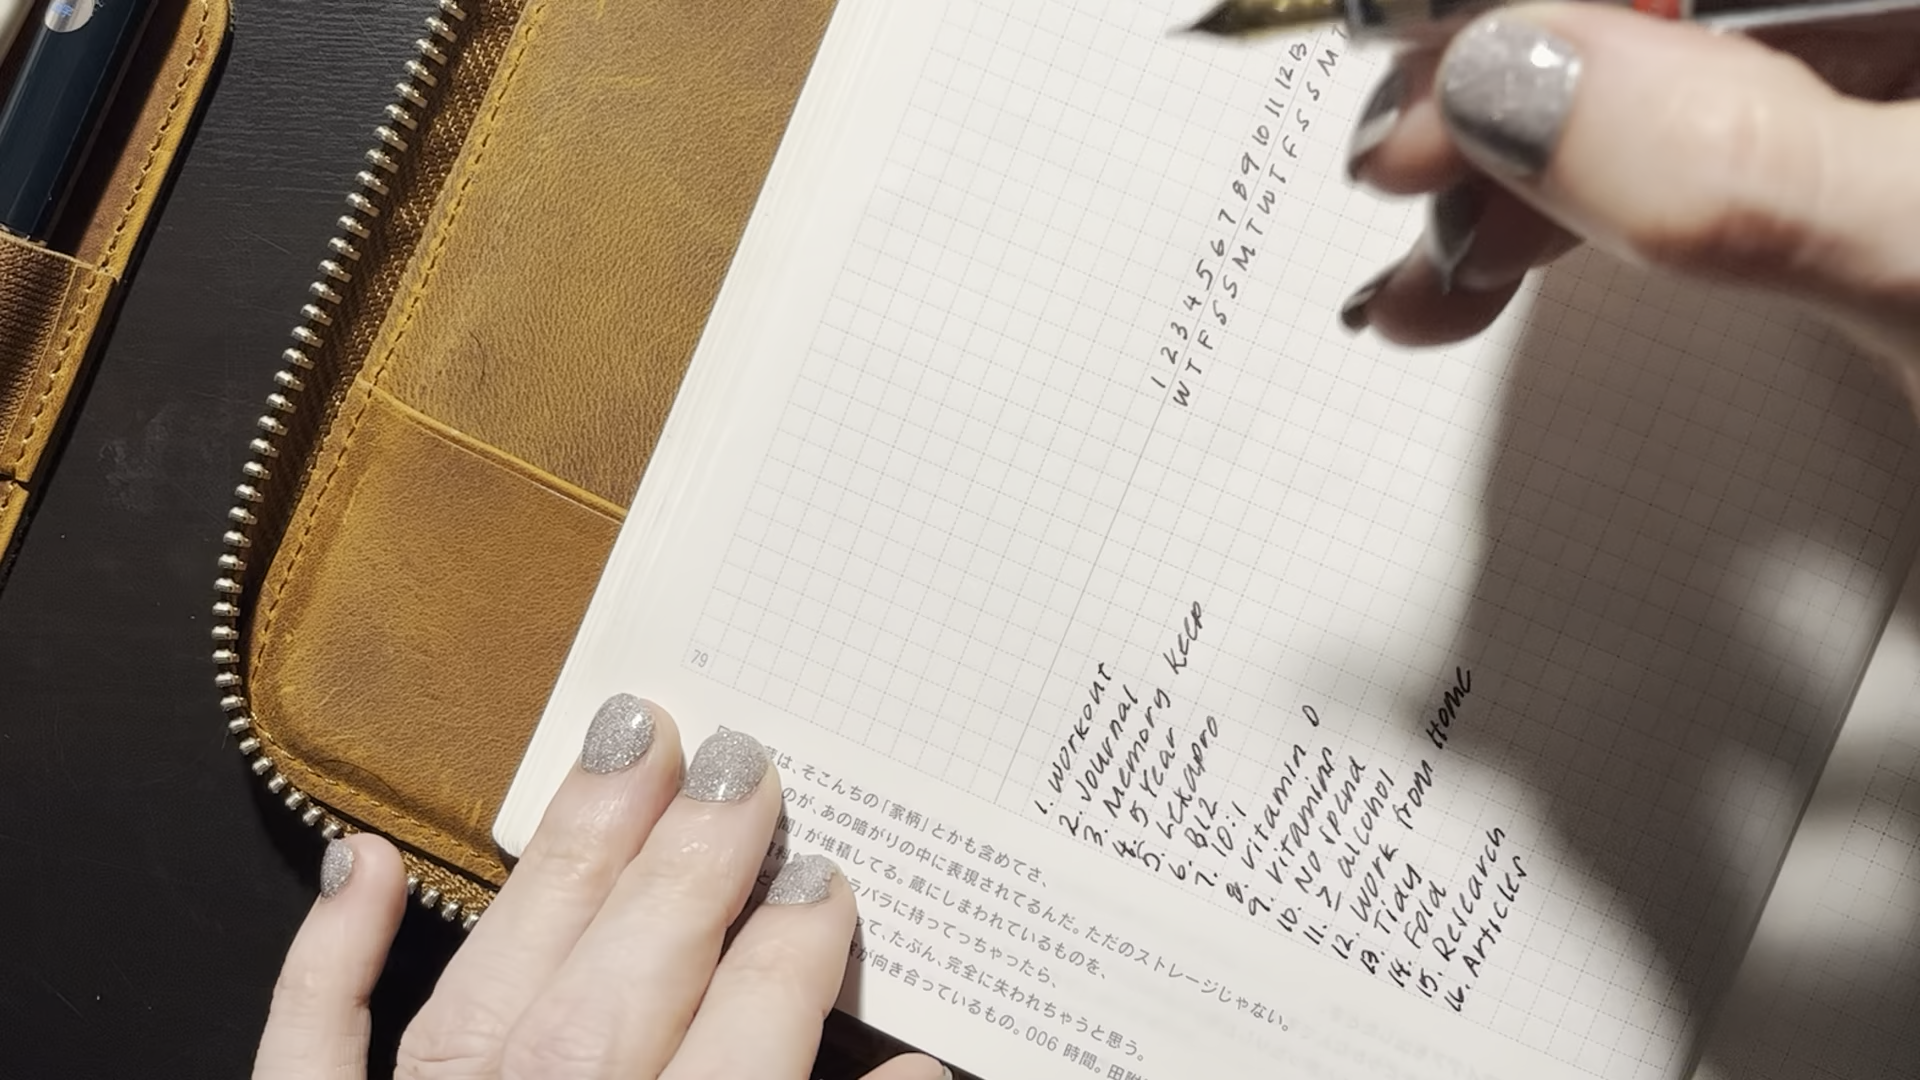 1 2 3 4 5 6 7 8 9 10 11 12 13
W T F S S M T W T F S S M T
79
1. Workout
2. Journal
3. Memory Keep
4. 5 Year
5. Lexapro
6. B12
7. 10:1
8. Vitamin D
9. Vitamins
10. No Spend
11. ≥ alcohol
12. Work from Home
13. Tidy
14. Fold
15. Research
16. Articles
蔵は、そこんちの「家柄」とかも含めてさ、
のが、あの暗がりの中に表現されてるんだ。ただのストレージじゃない。
間」が堆積してる。蔵にしまわれているものを、
バラバラに持ってっちゃったら、
って、たぶん、完全に失われちゃうと思う。
が向き合っているもの。006 時間。田附